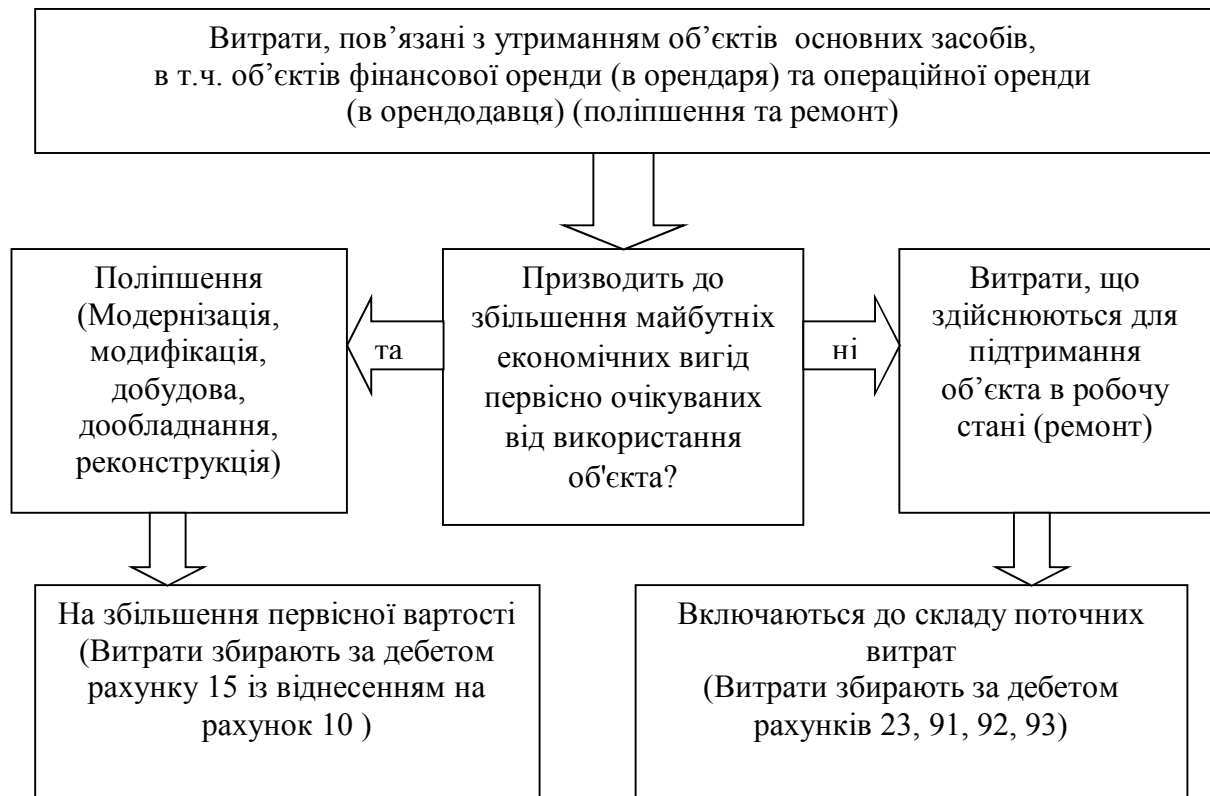 Витрати, пов’язані з утриманням об’єктів основних засобів,
в т.ч. об’єктів фінансової оренди (в орендаря) та операційної оренди
(в орендодавця) (поліпшення та ремонт)
Поліпшення
(Модернізація,
модифікація,
добудова,
дообладнання,
реконструкція)
та
Призводить до
збільшення майбутніх
економічних вигід
первісно очікуваних
від використання
об'єкта?
ні
Витрати, що
здійснюються для
підтримання
об’єкта в робочу
стані (ремонт)
На збільшення первісної вартості
(Витрати збирають за дебетом
рахунку 15 із віднесенням на
рахунок 10 )
Включаються до складу поточних
витрат
(Витрати збирають за дебетом
рахунків 23, 91, 92, 93)